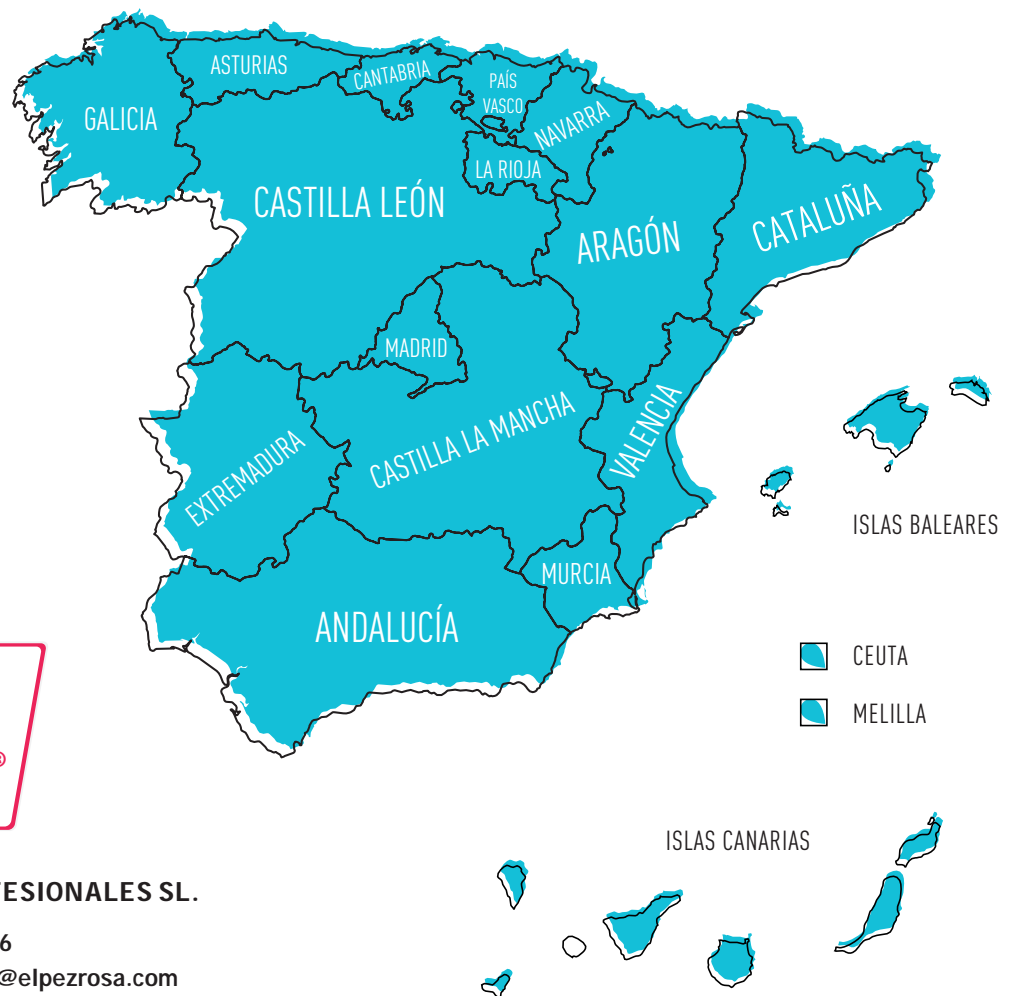 ASTURIAS
CANTABRIA
PAÍS
VASCO
GALICIA
NAVARRA
LA RIOJA
CASTILLA LEÓN
ARAGÓN
CATALUÑA
MADRID
CASTILLA LA MANCHA
VALENCIA
EXTREMADURA
ISLAS BALEARES
MURCIA
ANDALUCÍA
CEUTA
MELILLA
®
ISLAS CANARIAS
FESIONALES SL.
6
@elpezrosa.com